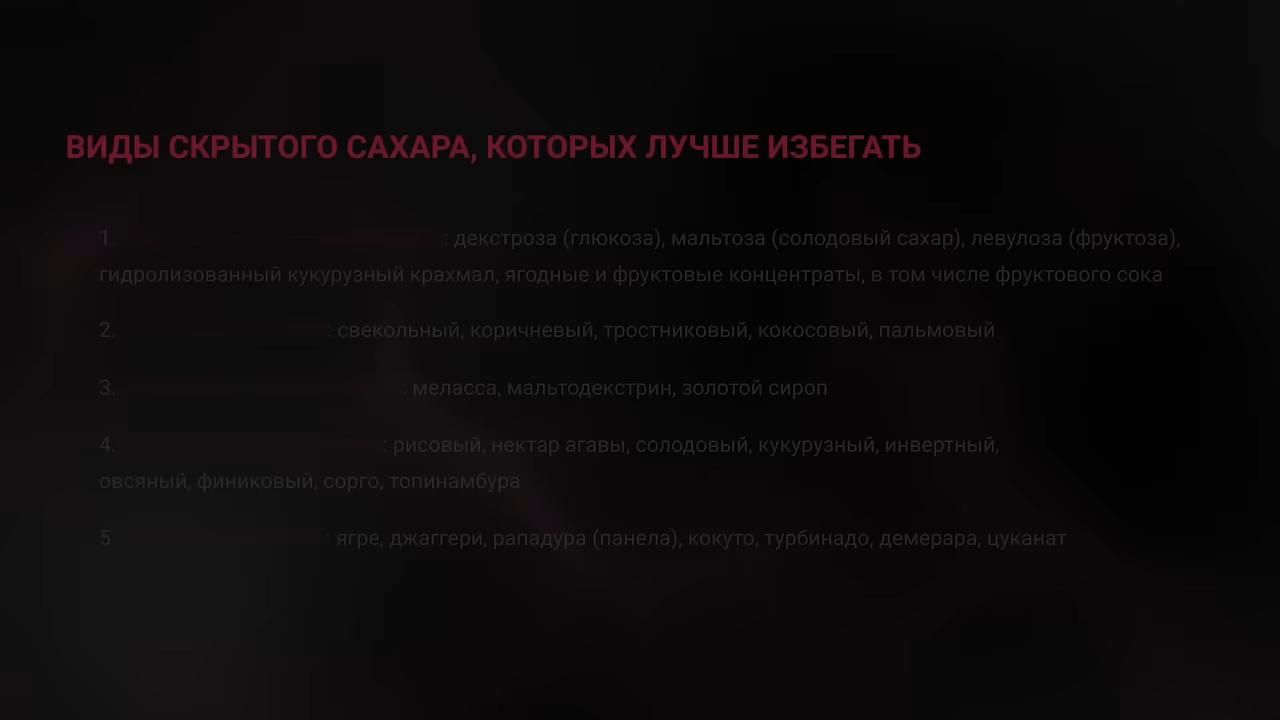 ВИДЫ СКРЫТОГО САХАРА, КОТОРЫХ ЛУЧШЕ ИЗБЕГАТЬ
1. : декстроза (глюкоза), мальтоза (солодовый сахар), левулоза (фруктоза),
гидролизованный кукурузный крахмал, ягодные и фруктовые концентраты, в том числе фруктового сока
2. : свекольный, коричневый, тростниковый, кокосовый, пальмовый
3. : меласса, мальтодекстрин, золотой сироп
4. : рисовый, нектар агавы, солодовый, кукурузный, инвертный,
овсяный, финиковый, сорго, топинамбура
5 : ягре, джаггери, рападура (панела), кокуто, турбинадо, демерара, цуканат